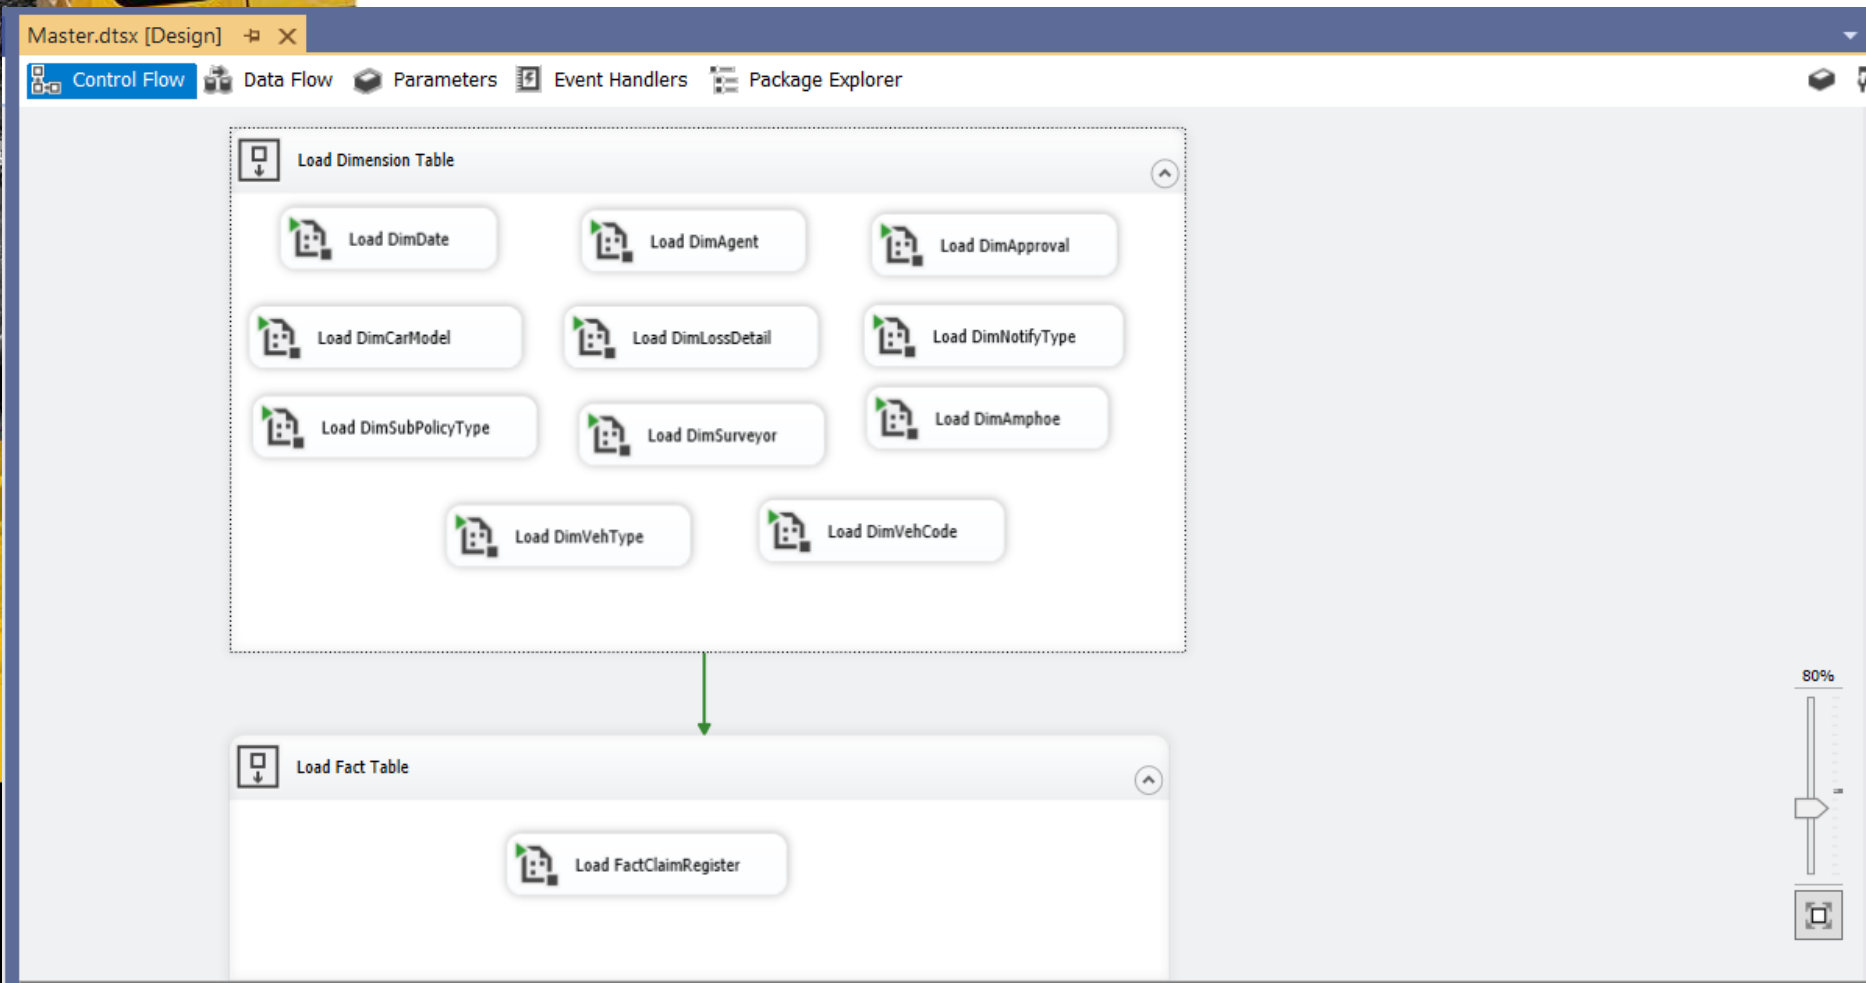 Master.dtsx [Design]
Control Flow Data Flow Parameters Event Handlers Package Explorer
Load Dimension Table
Load DimDate Load DimAgent Load DimApproval
Load DimCarModel Load DimLossDetail Load DimNotifyType
Load DimSubPolicyType Load DimSurveyor Load DimAmphoe
Load DimVehType Load DimVehCode
80%
Load Fact Table
Load FactClaimRegister